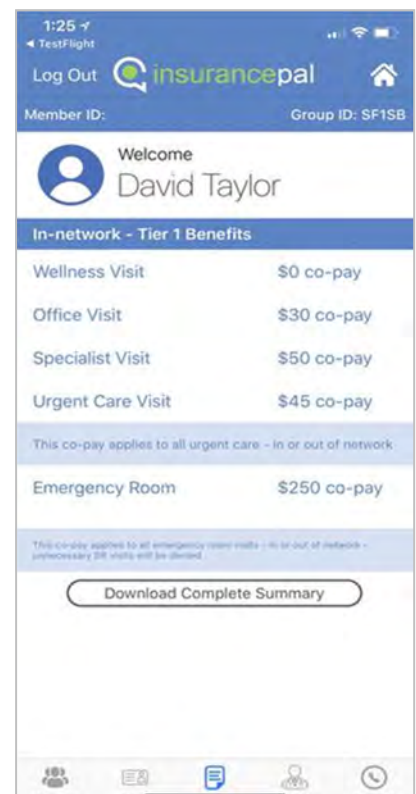 1:25
◄ TestFlight
Log Out insurancepal
Member ID: Group ID: SF1SB
Welcome
David Taylor
In-network - Tier 1 Benefits
Wellness Visit $0 co-pay
Office Visit $30 co-pay
Specialist Visit $50 co-pay
Urgent Care Visit $45 co-pay
This co-pay applies to all urgent care - in or out of network
Emergency Room $250 co-pay
This co-pay applies to all emergency room visits - in or out of network -
unnecessary ER visits will be denied
Download Complete Summary